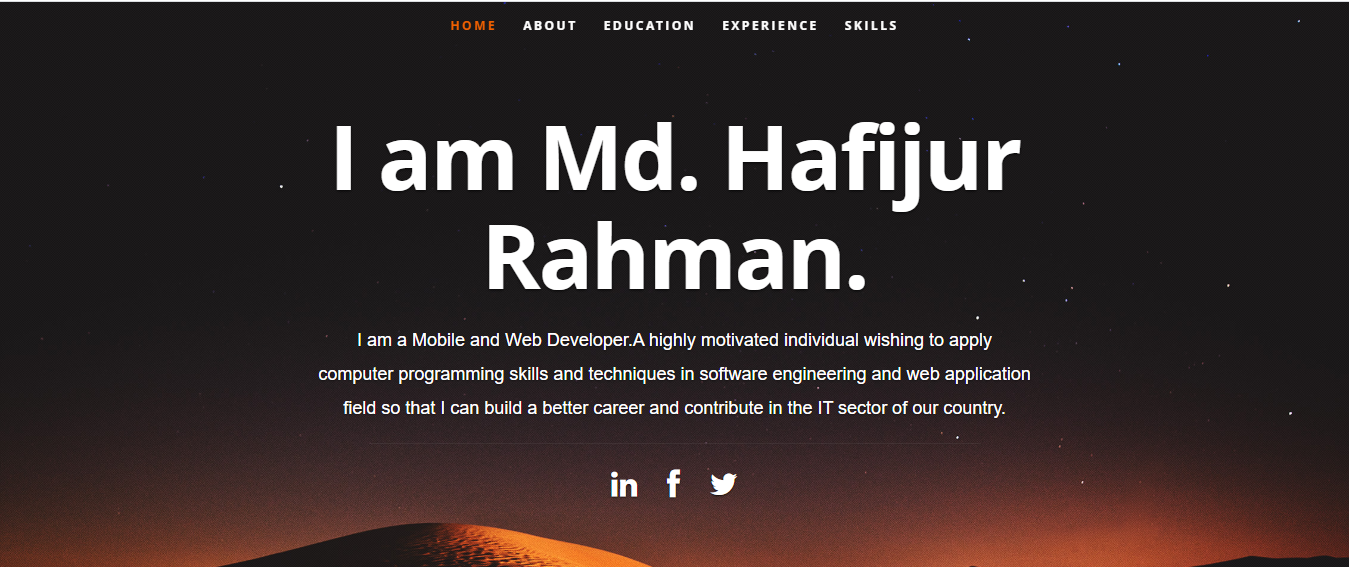 HOME ABOUT EDUCATION EXPERIENCE SKILLS
I am Md. Hafijur
Rahman.
I am a Mobile and Web Developer.A highly motivated individual wishing to apply
computer programming skills and techniques in software engineering and web application
field so that I can build a better career and contribute in the IT sector of our country.
in f